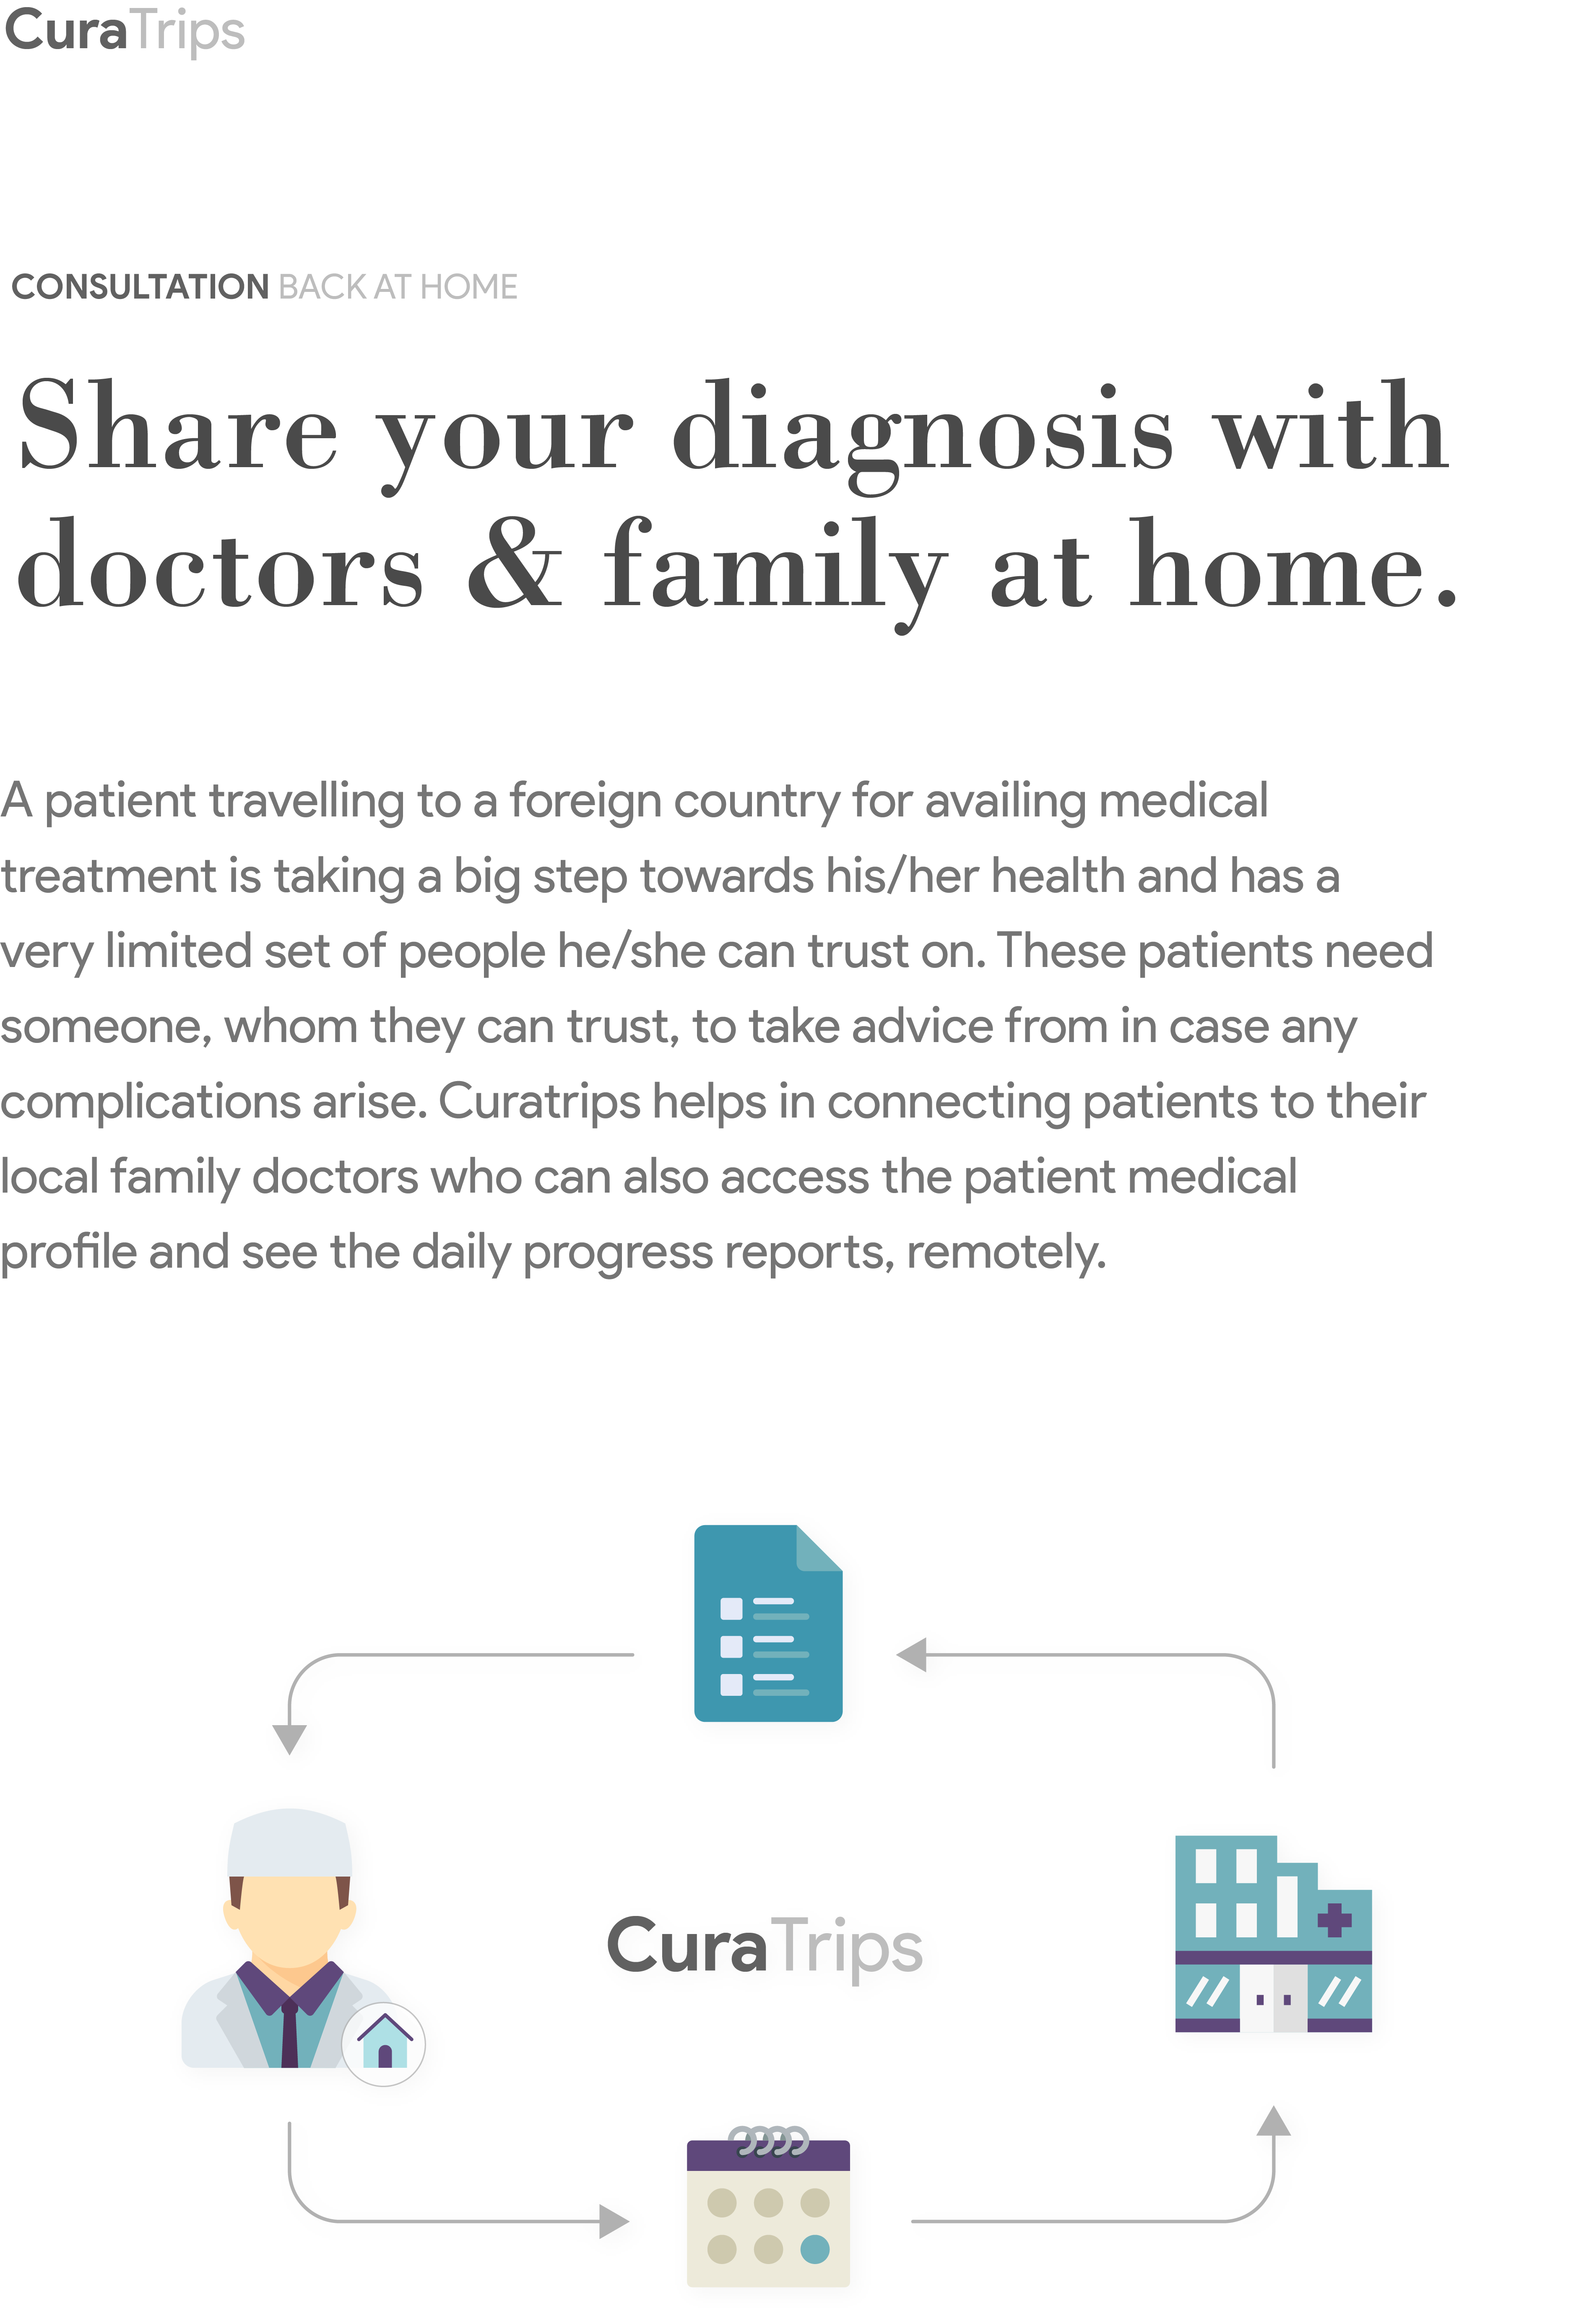 CuraTrips
CONSULTATION BACK AT HOME
Share your diagnosis with
doctors & family at home.
A patient travelling to a foreign country for availing medical
treatment is taking a big step towards his/her health and has a
very limited set of people he/she can trust on. These patients need
someone, whom they can trust, to take advice from in case any
complications arise. Curatrips helps in connecting patients to their
local family doctors who can also access the patient medical
profile and see the daily progress reports, remotely.
CuraTrips